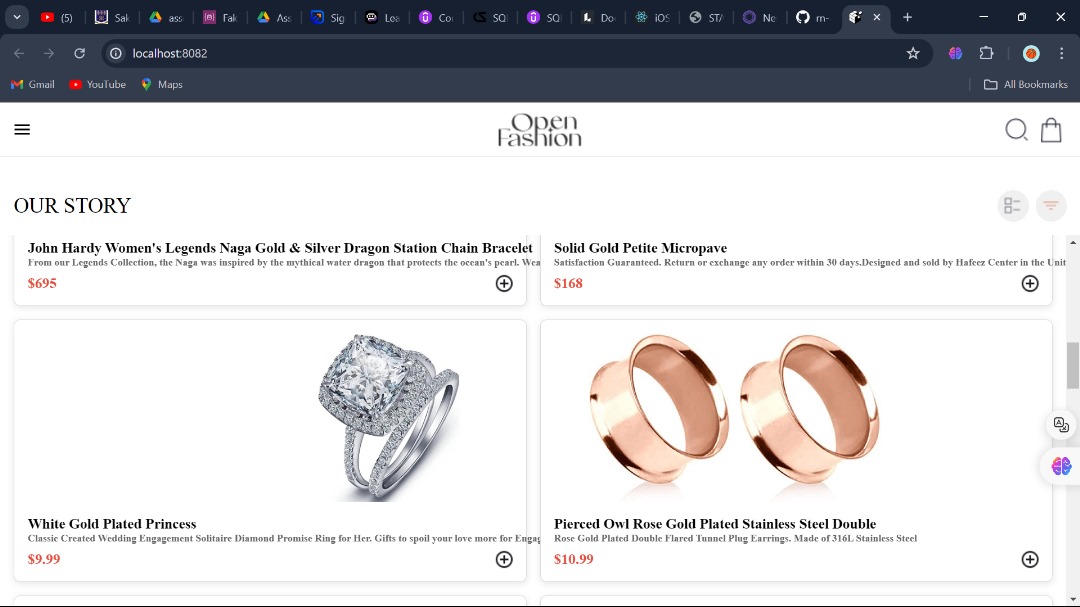 (5)
Sak
ass
Fak
Ass
Sig
Lea
Co
SQ
SQ
Do
iOS
STA
Ne
rn-
localhost:8082
Gmail
YouTube
Maps
All Bookmarks
Open
Fashion
OUR STORY
John Hardy Women's Legends Naga Gold & Silver Dragon Station Chain Bracelet
From our Legends Collection, the Naga was inspired by the mythical water dragon that protects the ocean's pearl. Wea
$695
Solid Gold Petite Micropave
Satisfaction Guaranteed. Return or exchange any order within 30 days.Designed and sold by Hafeez Center in the Unit
$168
White Gold Plated Princess
Classic Created Wedding Engagement Solitaire Diamond Promise Ring for Her. Gifts to spoil your love more for Engag
$9.99
Pierced Owl Rose Gold Plated Stainless Steel Double
Rose Gold Plated Double Flared Tunnel Plug Earrings. Made of 316L Stainless Steel
$10.99